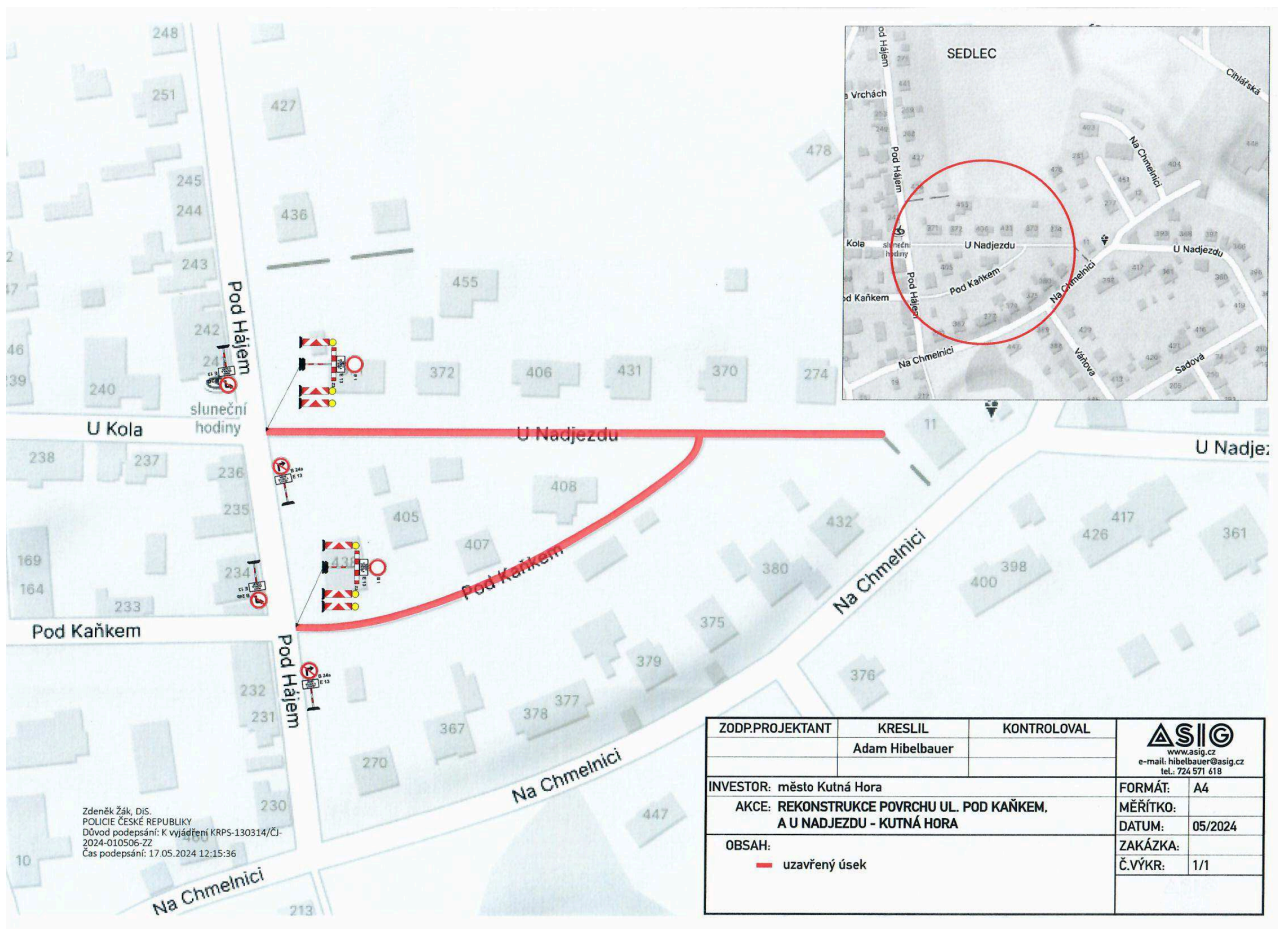 248
251
427
478
245
244
436
243
455
242
Pod Hájem
240
372
406
431
370
274
sluneční
hodiny
U Kola
U Nadjezdu
11
U Nadjez
238
237
236
235
408
405
407
432
417
426
361
169
164
234
Pod Kaňkem
380
398
400
Na Chmelnici
233
Pod Kaňkem
375
379
376
Pod Hájem
232
231
377
378
367
270
Na Chmelnici
230
447
10
460
Na Chmelnici
213
SEDLEC
Cihlářská
a Vrchách
Pod Hájem
Na Chmelnici
Kola
sluneční
hodiny
U Nadjezdu
U Nadjezdu
od Kaňkem
Pod Kaňkem
Pod Hájem
Na Chmelnici
Na Chmelnici
Váňova
Sadová
Zdeněk Žák, DiS.
POLICIE ČESKÉ REPUBLIKY
Důvod podepsání: K vyjádření KRPS-130314/ČJ-
2024-010506-ZZ
Čas podepsání: 17.05.2024 12:15:36
ZODP.PROJEKTANT KRESLIL KONTROLOVAL
Adam Hibelbauer
ASIG
www.asig.cz
e-mail: hibelbauer@asig.cz
tel.: 724 571 618
INVESTOR: město Kutná Hora
AKCE: REKONSTRUKCE POVRCHU UL. POD KAŇKEM,
A U NADJEZDU - KUTNÁ HORA
OBSAH:
uzavřený úsek
FORMÁT: A4
MĚŘÍTKO:
DATUM: 05/2024
ZAKÁZKA:
Č.VÝKR: 1/1